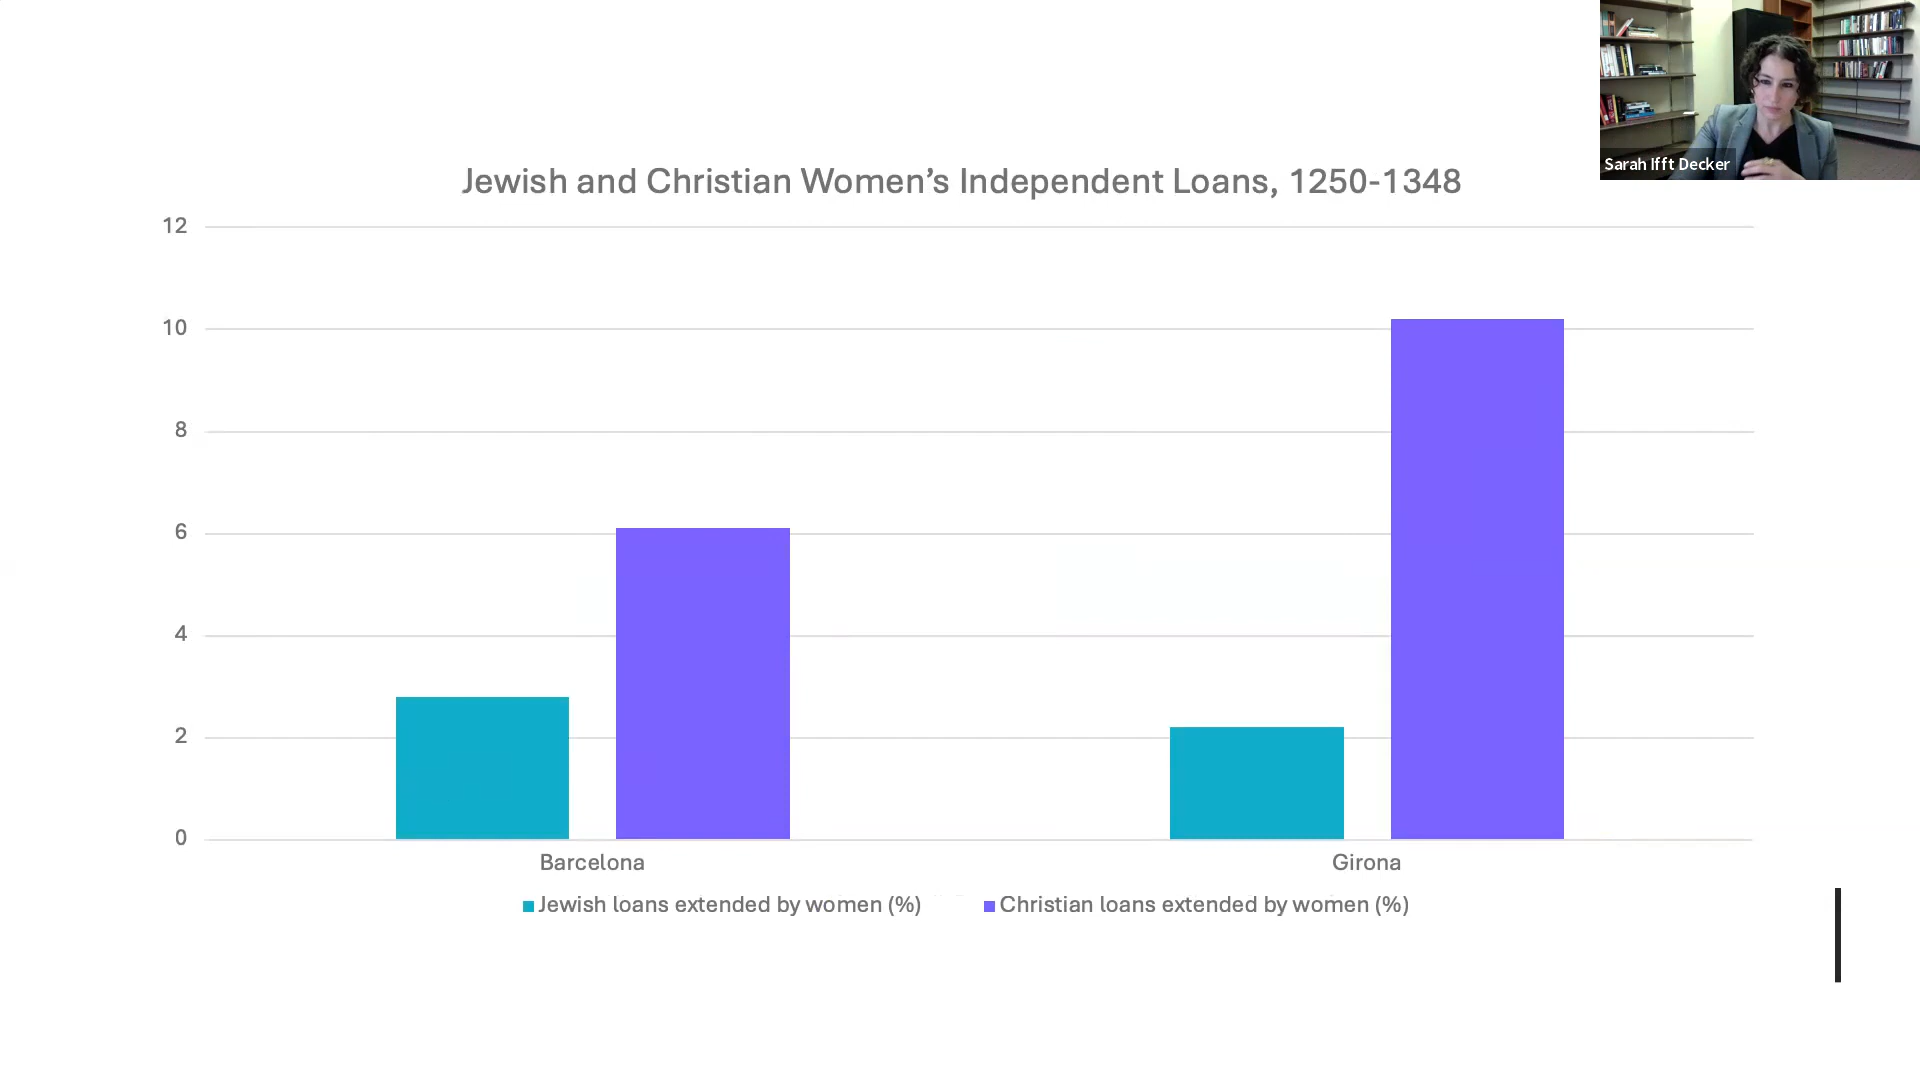 Sarah Ifft Decker
Jewish and Christian Women’s Independent Loans, 1250-1348
12
10
8
6
4
2
0
Barcelona
Girona
Jewish loans extended by women (%)
Christian loans extended by women (%)